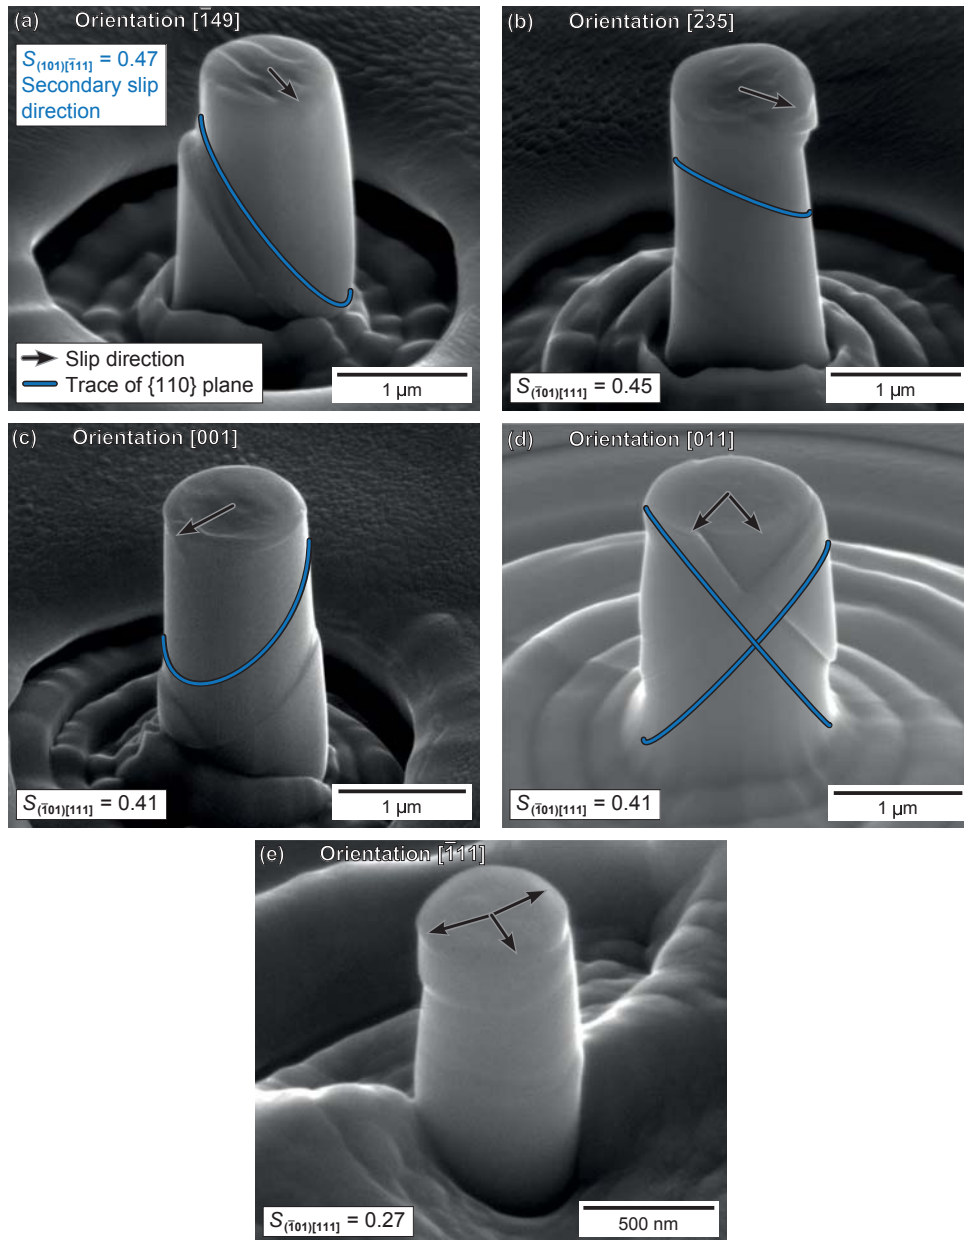 (a) Orientation [1̄49]
S(101)[1̄11] = 0.47
Secondary slip
direction
Slip direction
Trace of {110} plane
1 µm
(b) Orientation [2̄35]
S(1̄01)[111] = 0.45
1 µm
(c) Orientation [001]
S(1̄01)[111] = 0.41
1 µm
(d) Orientation [011]
S(1̄01)[111] = 0.41
1 µm
(e) Orientation [1̄11]
S(1̄01)[111] = 0.27
500 nm